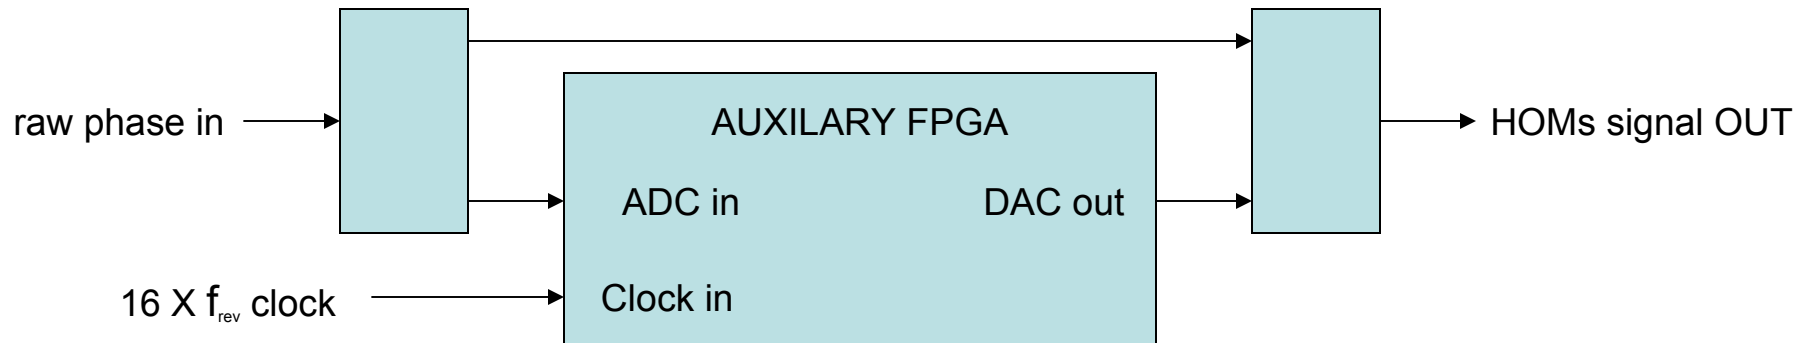 raw phase in
AUXILARY FPGA
HOMs signal OUT
ADC in
DAC out
16 X frev clock
Clock in